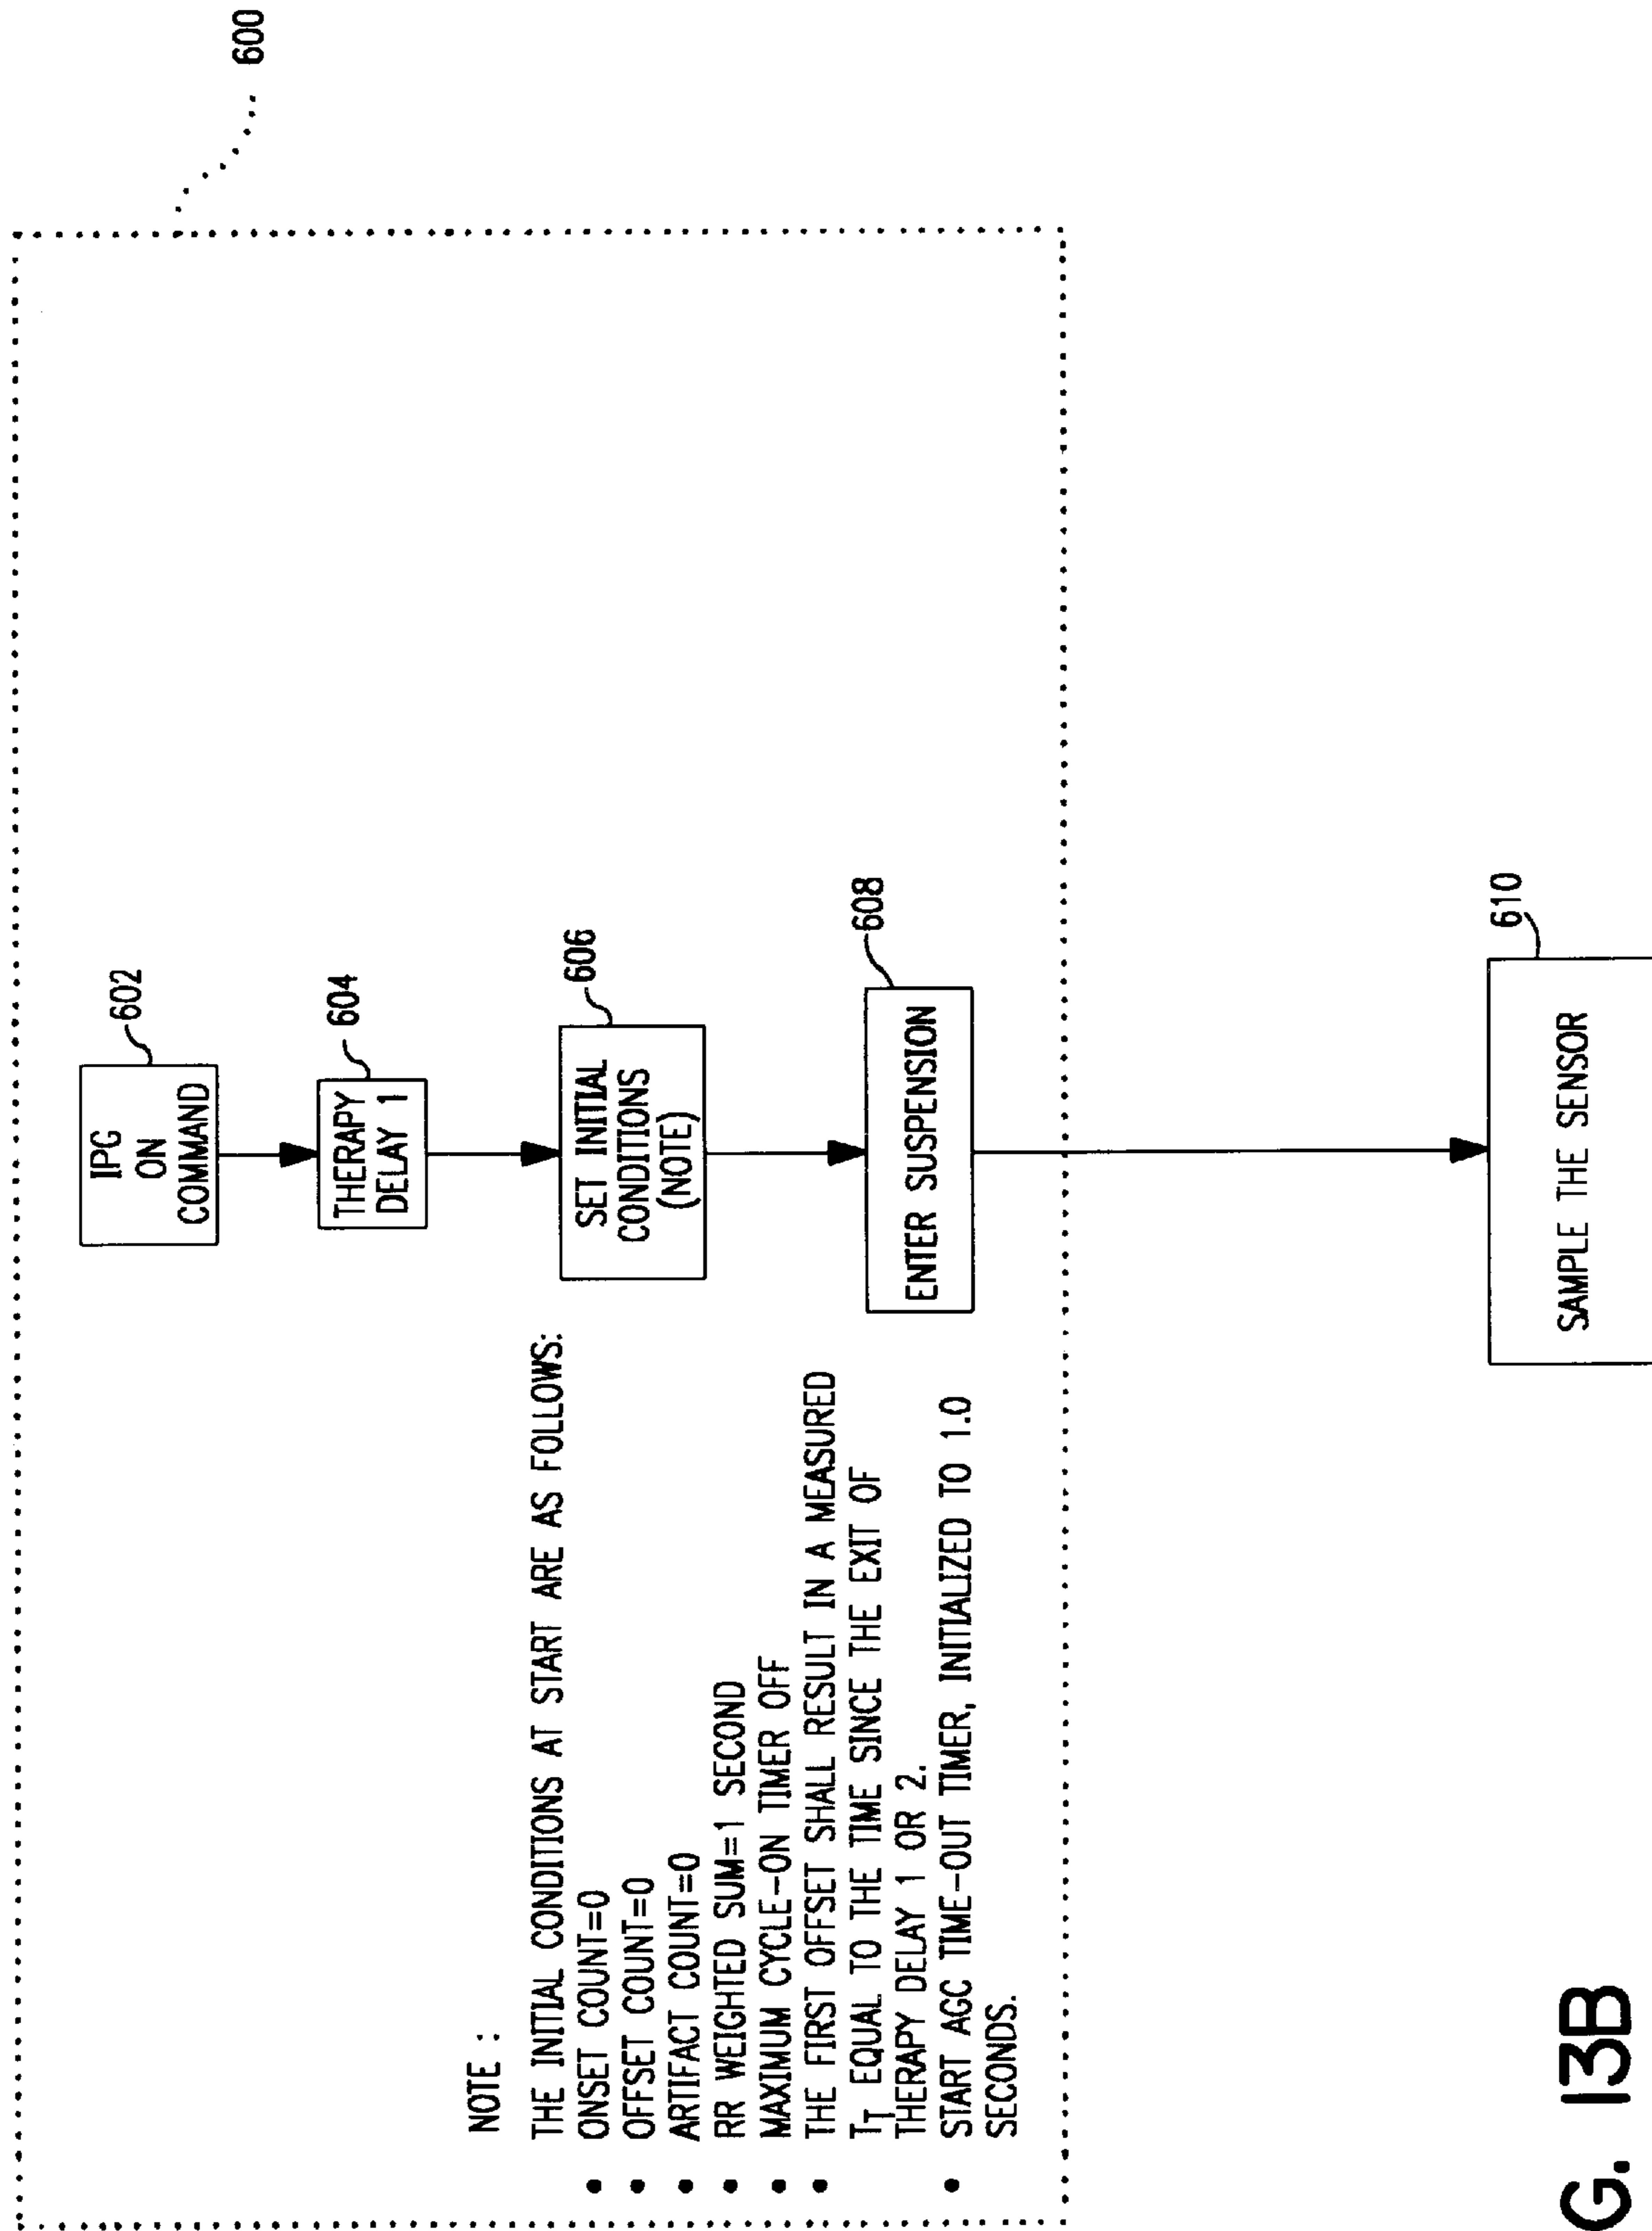 600
IPG
ON
COMMAND
602
THERAPY
DELAY 1
604
SET INITIAL
CONDITIONS
(NOTE)
606
ENTER SUSPENSION
608
NOTE :
THE INITIAL CONDITIONS AT START ARE AS FOLLOWS:
• ONSET COUNT=0
• OFFSET COUNT=0
• ARTIFACT COUNT=0
• RR WEIGHTED SUM=1 SECOND
• MAXIMUM CYCLE-ON TIMER OFF
• THE FIRST OFFSET SHALL RESULT IN A MEASURED
TT EQUAL TO THE TIME SINCE THE EXIT OF
THERAPY DELAY 1 OR 2.
• START AGC TIME-OUT TIMER, INITIALIZED TO 1.0
SECONDS.
SAMPLE THE SENSOR
610
G. 13B